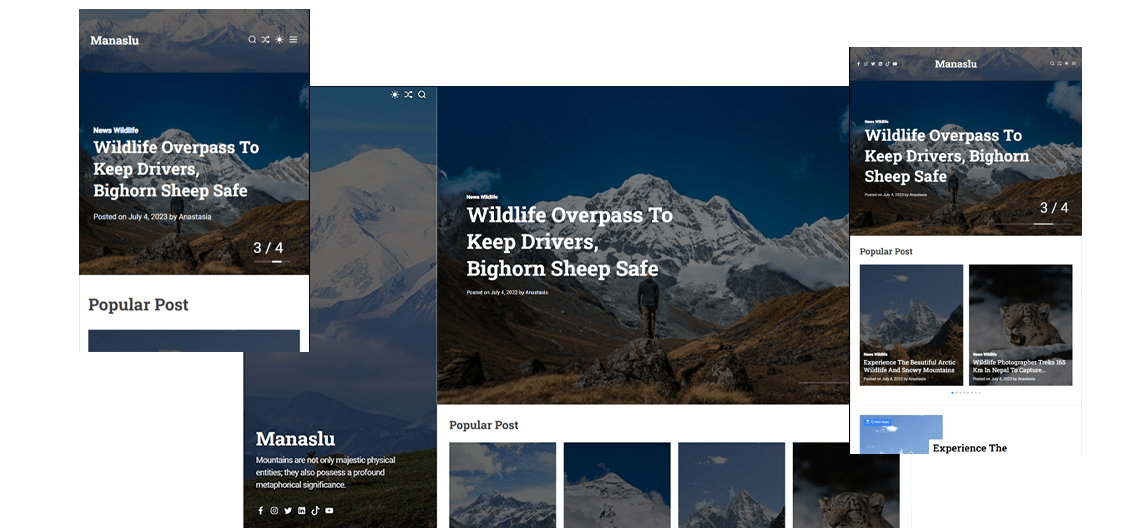 Manaslu
News Wildlife
Wildlife Overpass To
Keep Drivers,
Bighorn Sheep Safe
Posted on July 4, 2023 by Anastasia
3 / 4
Popular Post
Manaslu
Mountains are not only majestic physical
entities; they also possess a profound
metaphorical significance.
News Wildlife
Wildlife Overpass To
Keep Drivers,
Bighorn Sheep Safe
Posted on July 4, 2023 by Anastasia
Popular Post
Manaslu
News Wildlife
Wildlife Overpass To
Keep Drivers, Bighorn
Sheep Safe
Posted on July 4, 2023 by Anastasia
3 / 4
Popular Post
News Wildlife
Experience The Beautiful Arctic
Wildlife And Snowy Mountains
Posted on July 4, 2023 by Anastasia
News Wildlife
Wildlife Photographer Treks 165
Km In Nepal To Capture...
Posted on July 4, 2023 by Anastasia
Experience The